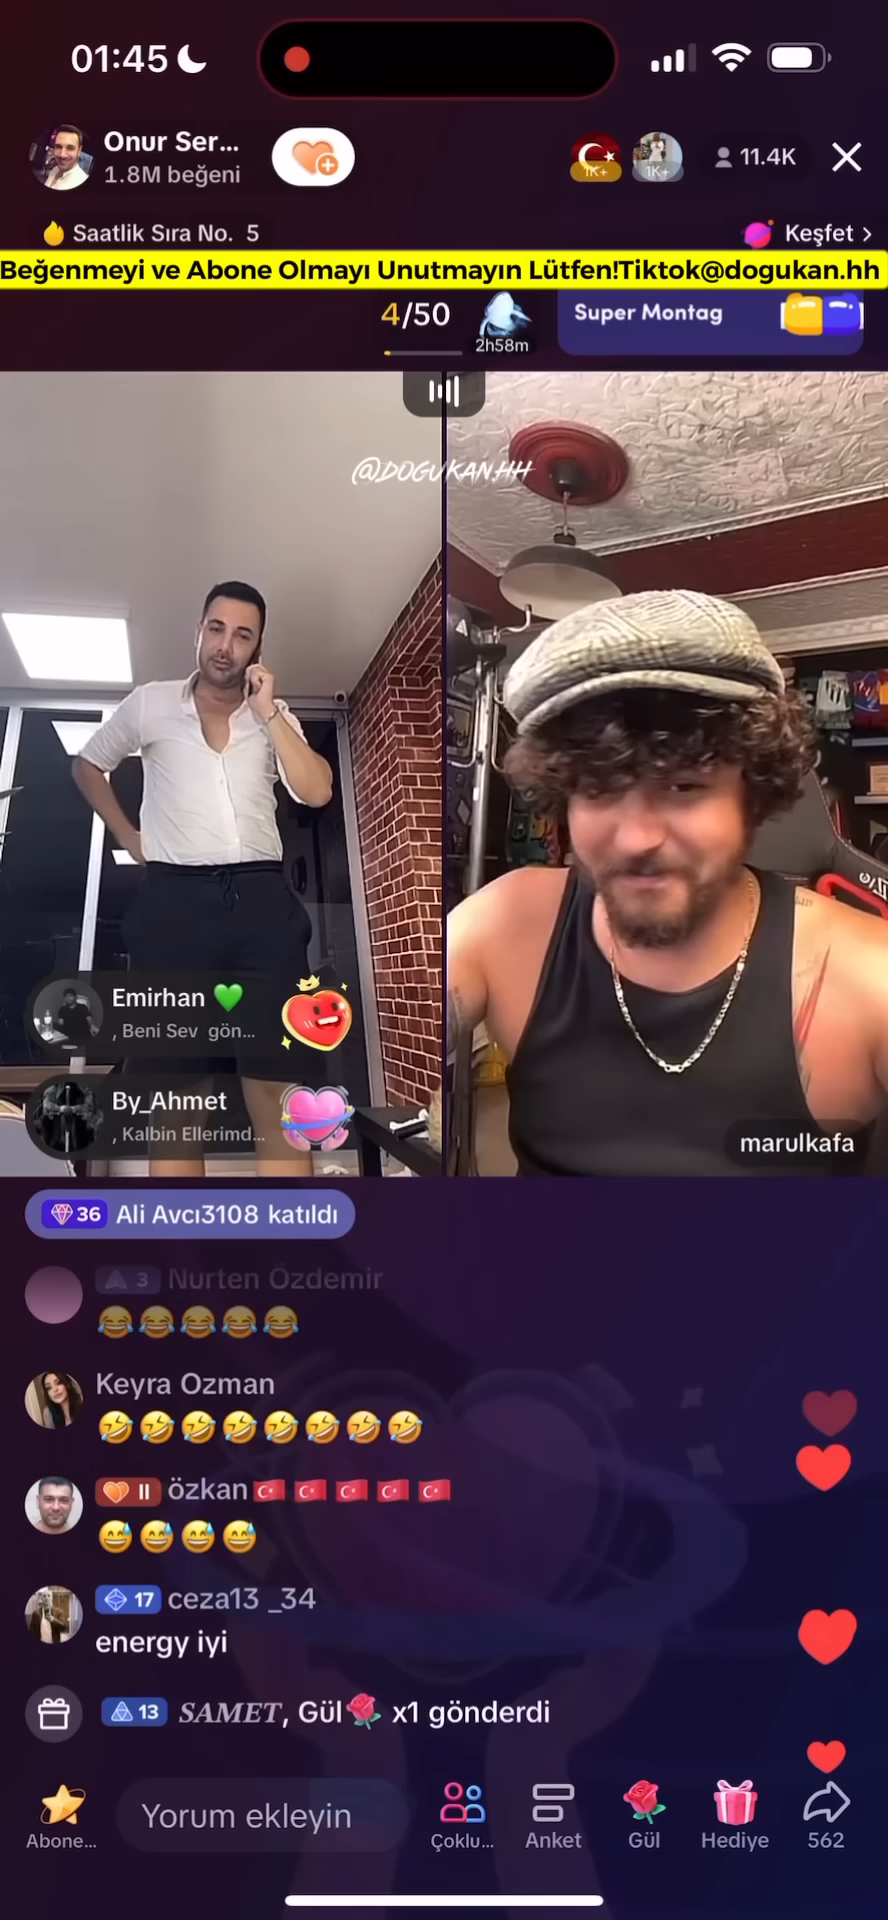 01:45
Onur Ser...
1.8M beğeni
1K+
1K+
11.4K
Saatlik Sıra No. 5
Keşfet >
Beğenmeyi ve Abone Olmayı Unutmayın Lütfen!Tiktok@dogukan.hh
4/50
2h58m
Super Montag
@DOGUKAN.HH
Emirhan 💚
, Beni Sev gön...
By_Ahmet
, Kalbin Ellerimd...
marulkafa
36 Ali Avcı3108 katıldı
3 Nurten Özdemir
😂😂😂😂😂
Keyra Ozman
🤣🤣🤣🤣🤣🤣🤣🤣
II özkan🇹🇷🇹🇷🇹🇷🇹🇷🇹🇷
😅😅😅😅
17 ceza13 _34
energy iyi
13 SAMET, Gül🌹 x1 gönderdi
Yorum ekleyin
Abone...
Çoklu...
Anket
Gül
Hediye
562